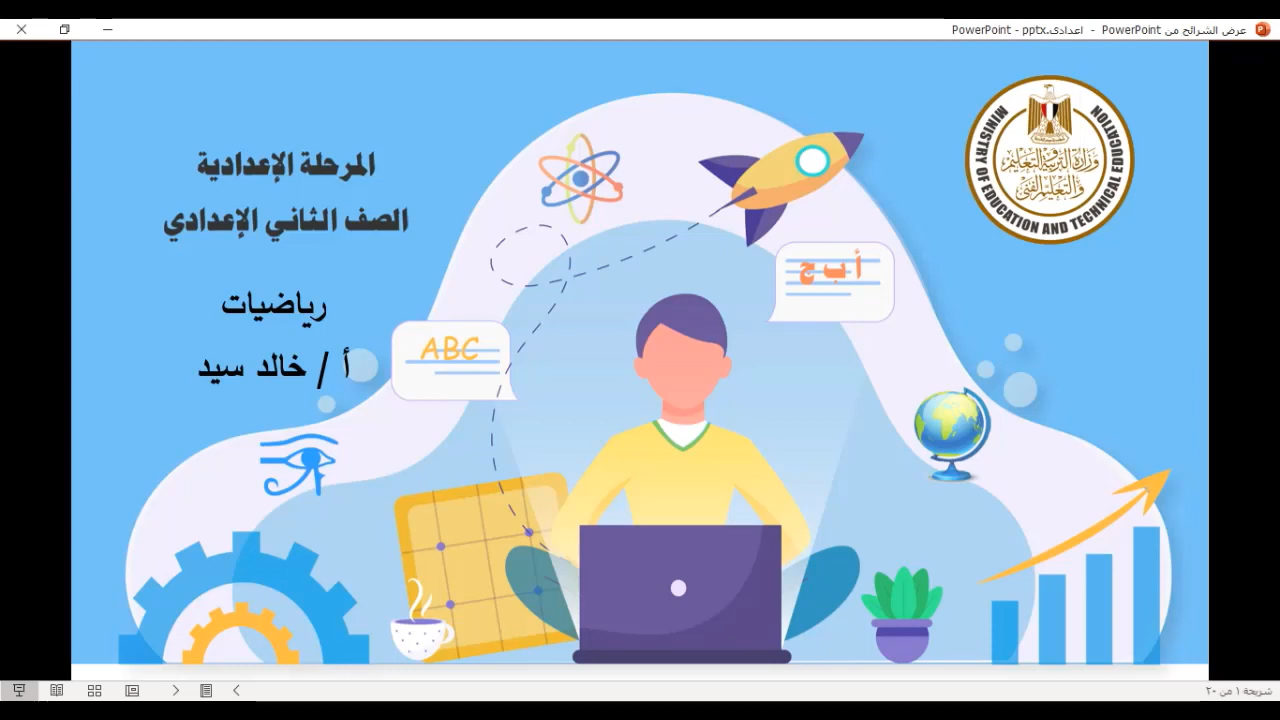 عرض الشرائح من PowerPoint - اعدادى.pptx - PowerPoint
المرحلة الإعدادية
الصف الثاني الإعدادي
رياضيات
أ / خالد سيد
وزارة التربية والتعليم
والتعليم الفني
MINISTRY OF EDUCATION AND TECHNICAL EDUCATION
أ ب ج
ABC
شريحة ١ من ٢٠